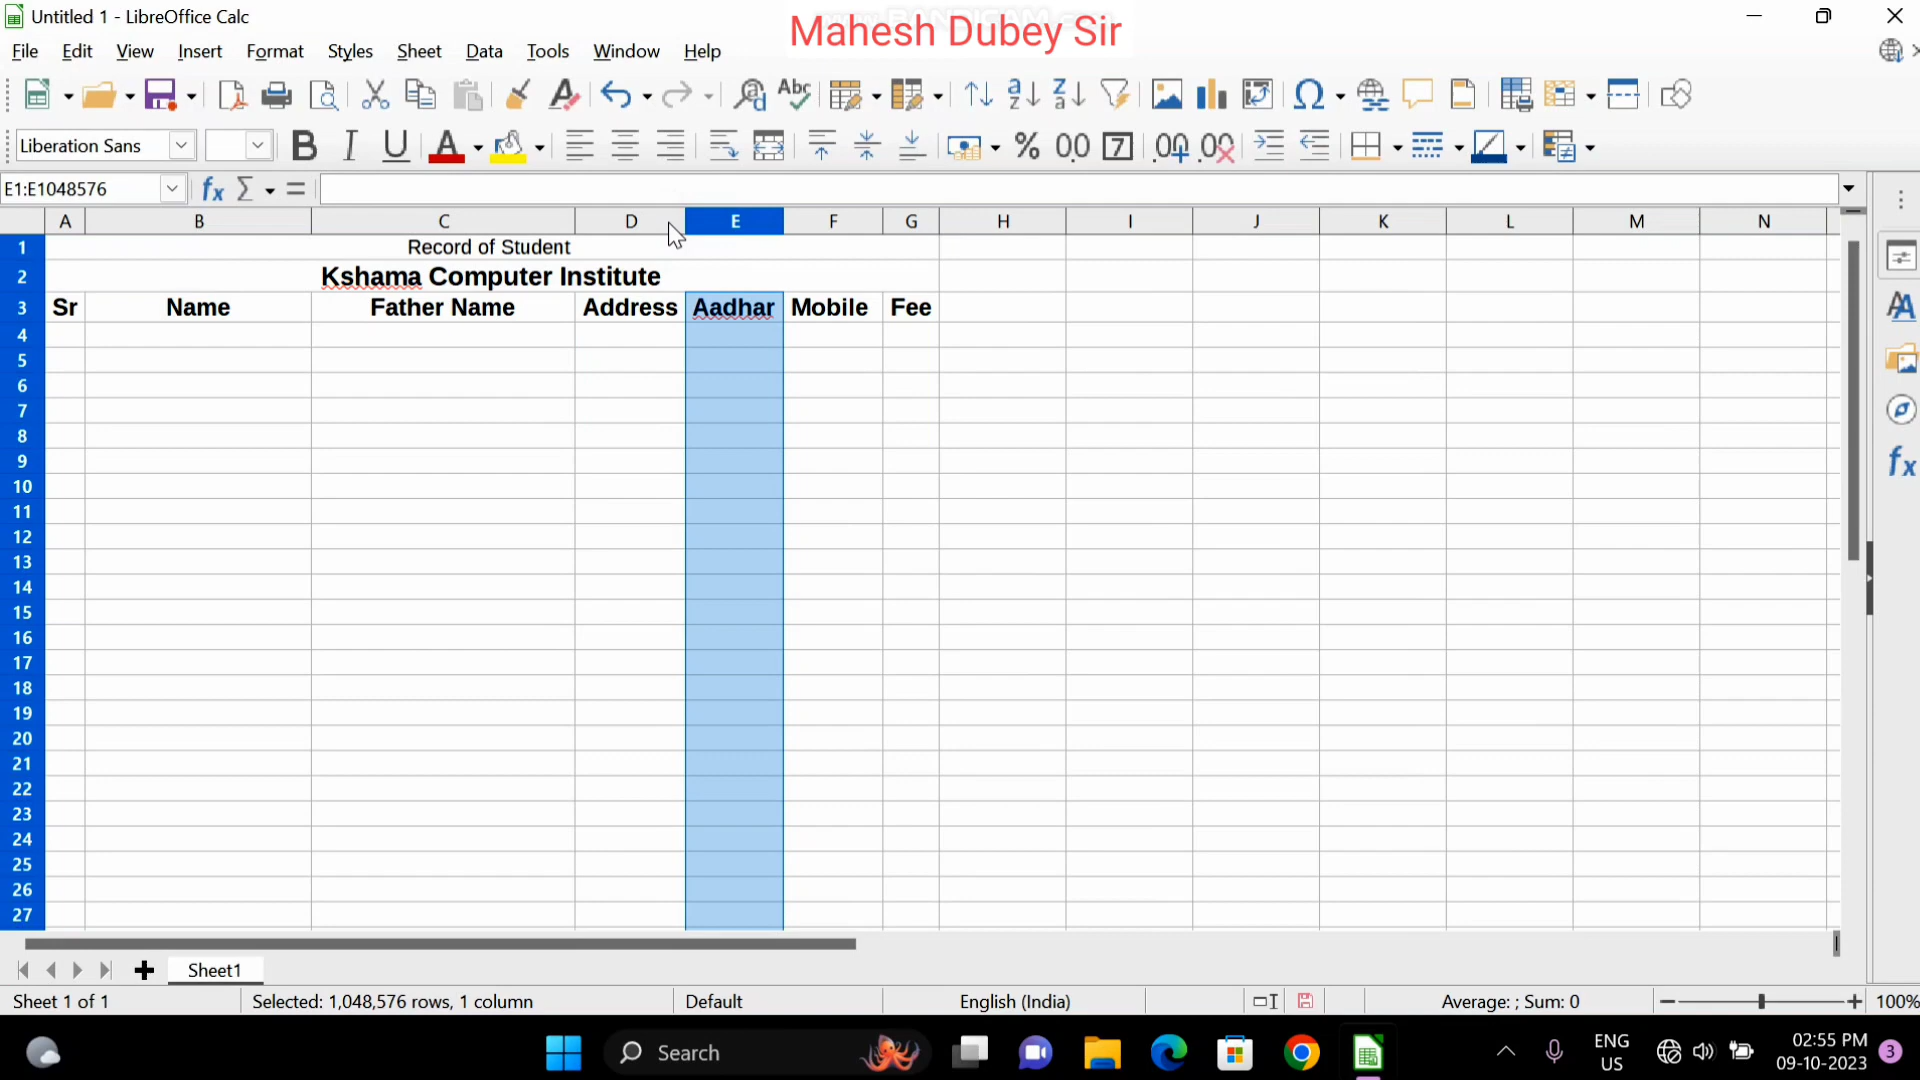 Untitled 1 - LibreOffice Calc
Mahesh Dubey Sir
File Edit View Insert Format Styles Sheet Data Tools Window Help
Liberation Sans
E1:E1048576
A B C D E F G H I J K L M N
1 Record of Student
2 Kshama Computer Institute
3 Sr Name Father Name Address Aadhar Mobile Fee
4
5
6
7
8
9
10
11
12
13
14
15
16
17
18
19
20
21
22
23
24
25
26
27
Sheet1
Sheet 1 of 1 Selected: 1,048,576 rows, 1 column Default English (India) Average: ; Sum: 0 100%
Search
ENG
US
02:55 PM
09-10-2023
3